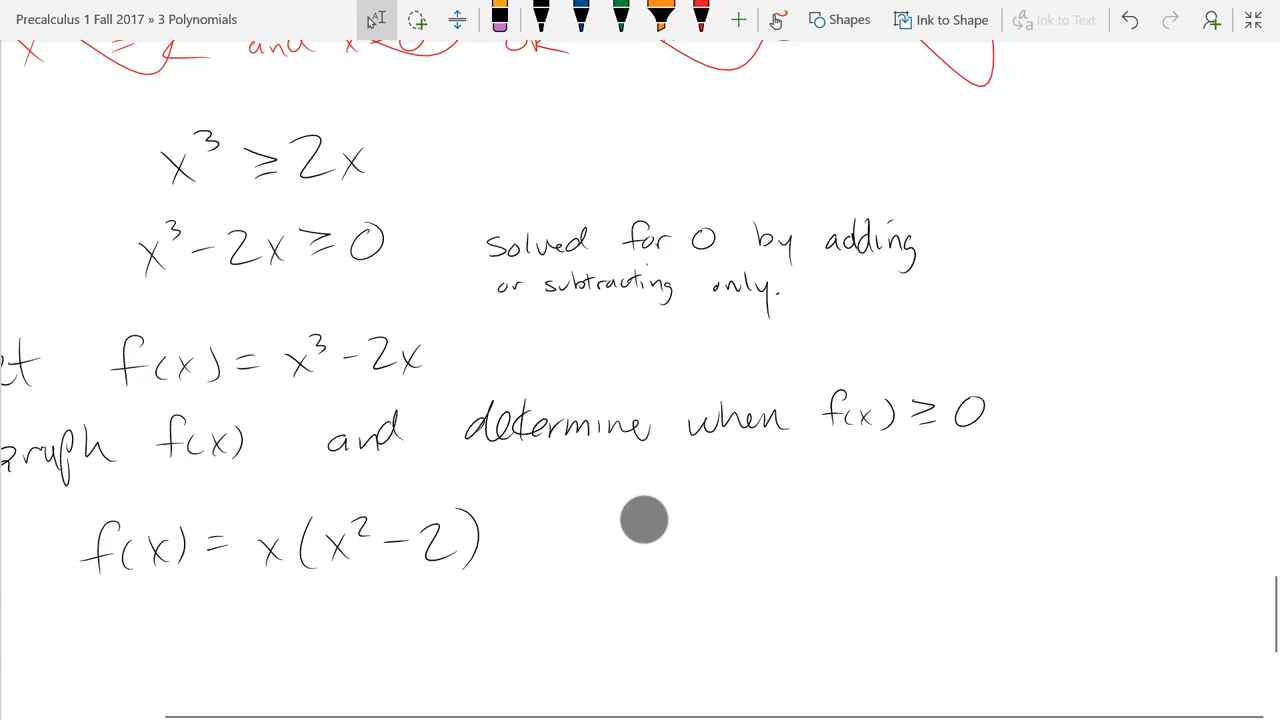 Precalculus 1 Fall 2017 » 3 Polynomials
Shapes
Ink to Shape
Ink to Text
x and x
x³ ≥ 2x
x³ - 2x ≥ 0 solved for 0 by adding
or subtracting only.
f(x) = x³ - 2x
graph f(x) and determine when f(x) ≥ 0
f(x) = x(x² - 2)